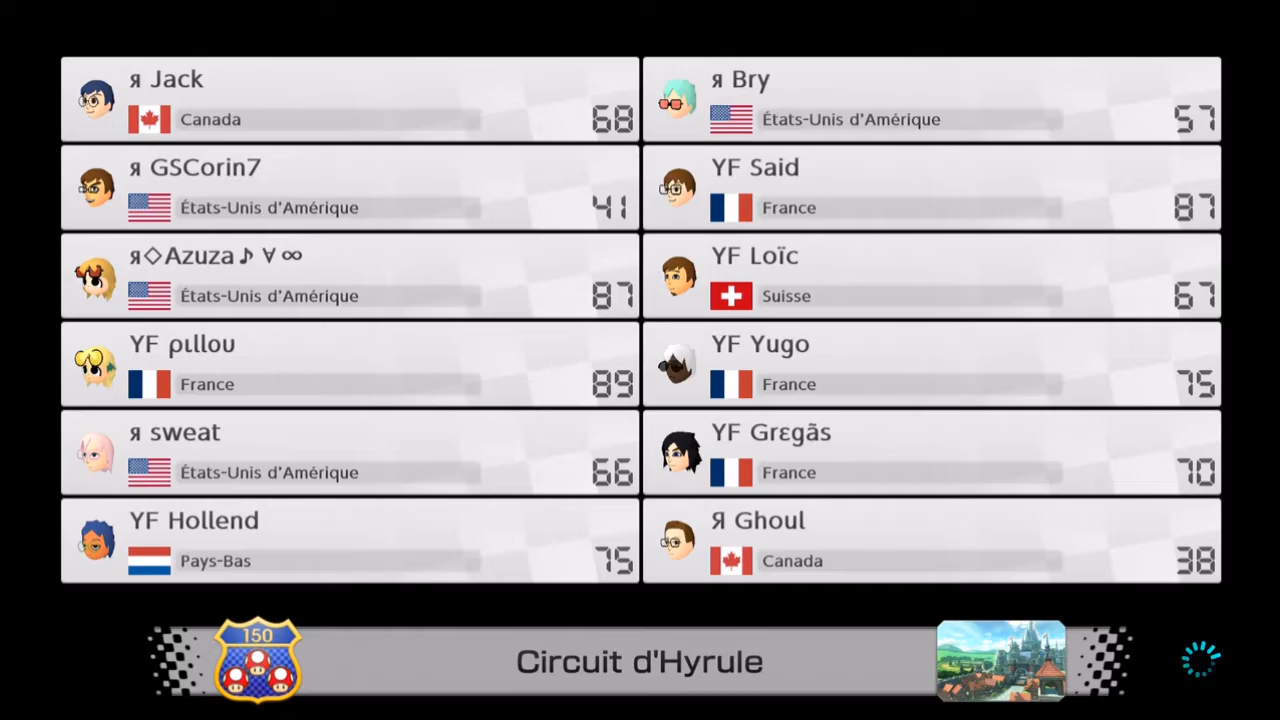 я Jack
Canada 68
я Bry
États-Unis d'Amérique 57
я GSCorin7
États-Unis d'Amérique 41
YF Said
France 87
я◇Azuza♪∀∞
États-Unis d'Amérique 87
YF Loïc
Suisse 67
YF ριllου
France 89
YF Yugo
France 75
я sweat
États-Unis d'Amérique 66
YF Grεgãs
France 70
YF Hollend
Pays-Bas 75
Я Ghoul
Canada 38
150
Circuit d'Hyrule